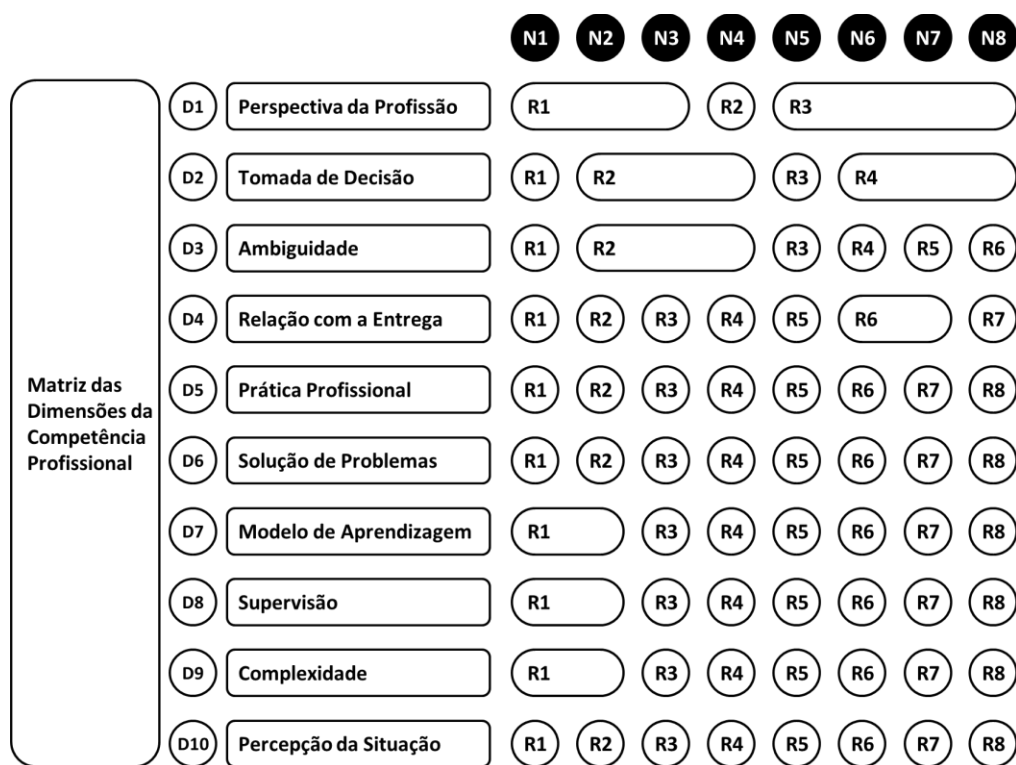 N1 N2 N3 N4 N5 N6 N7 N8
D1 Perspectiva da Profissão R1 R2 R3
D2 Tomada de Decisão R1 R2 R3 R4
D3 Ambiguidade R1 R2 R3 R4 R5 R6
D4 Relação com a Entrega R1 R2 R3 R4 R5 R6 R7
Matriz das
Dimensões da
Competência
Profissional
D5 Prática Profissional R1 R2 R3 R4 R5 R6 R7 R8
D6 Solução de Problemas R1 R2 R3 R4 R5 R6 R7 R8
D7 Modelo de Aprendizagem R1 R3 R4 R5 R6 R7 R8
D8 Supervisão R1 R3 R4 R5 R6 R7 R8
D9 Complexidade R1 R3 R4 R5 R6 R7 R8
D10 Percepção da Situação R1 R2 R3 R4 R5 R6 R7 R8